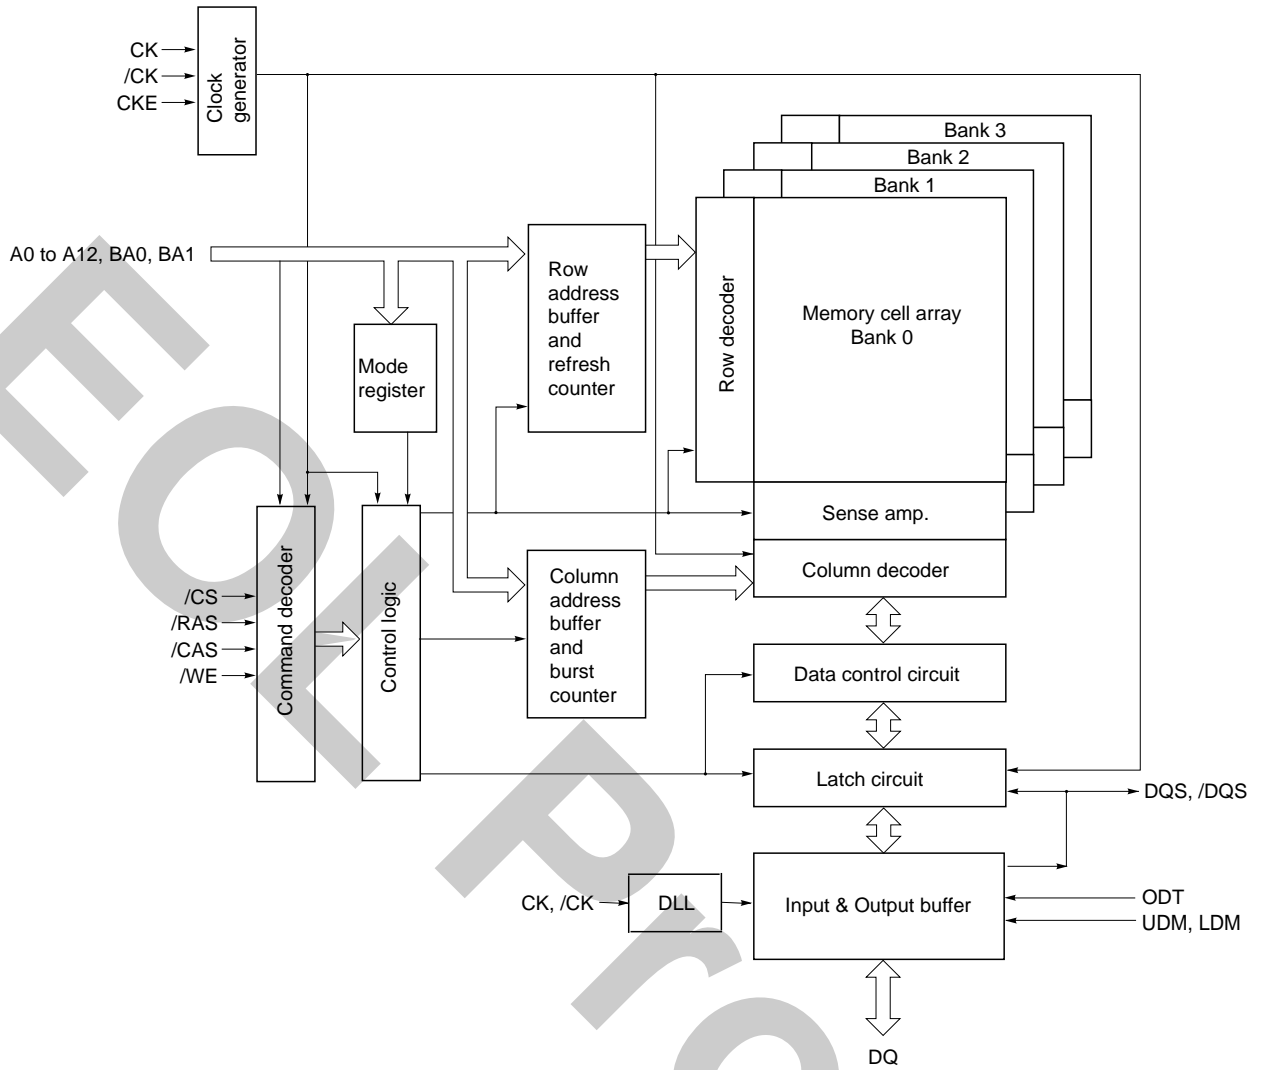 CK
/CK
CKE
Clock
generator
Bank 3
Bank 2
Bank 1
A0 to A12, BA0, BA1
Row
address
buffer
and
refresh
counter
Row decoder
Memory cell array
Bank 0
Mode
register
Sense amp.
Column decoder
Command decoder
Control logic
Column
address
buffer
and
burst
counter
/CS
/RAS
/CAS
/WE
Data control circuit
Latch circuit
DQS, /DQS
CK, /CK
DLL
Input & Output buffer
ODT
UDM, LDM
DQ
EOL Pro